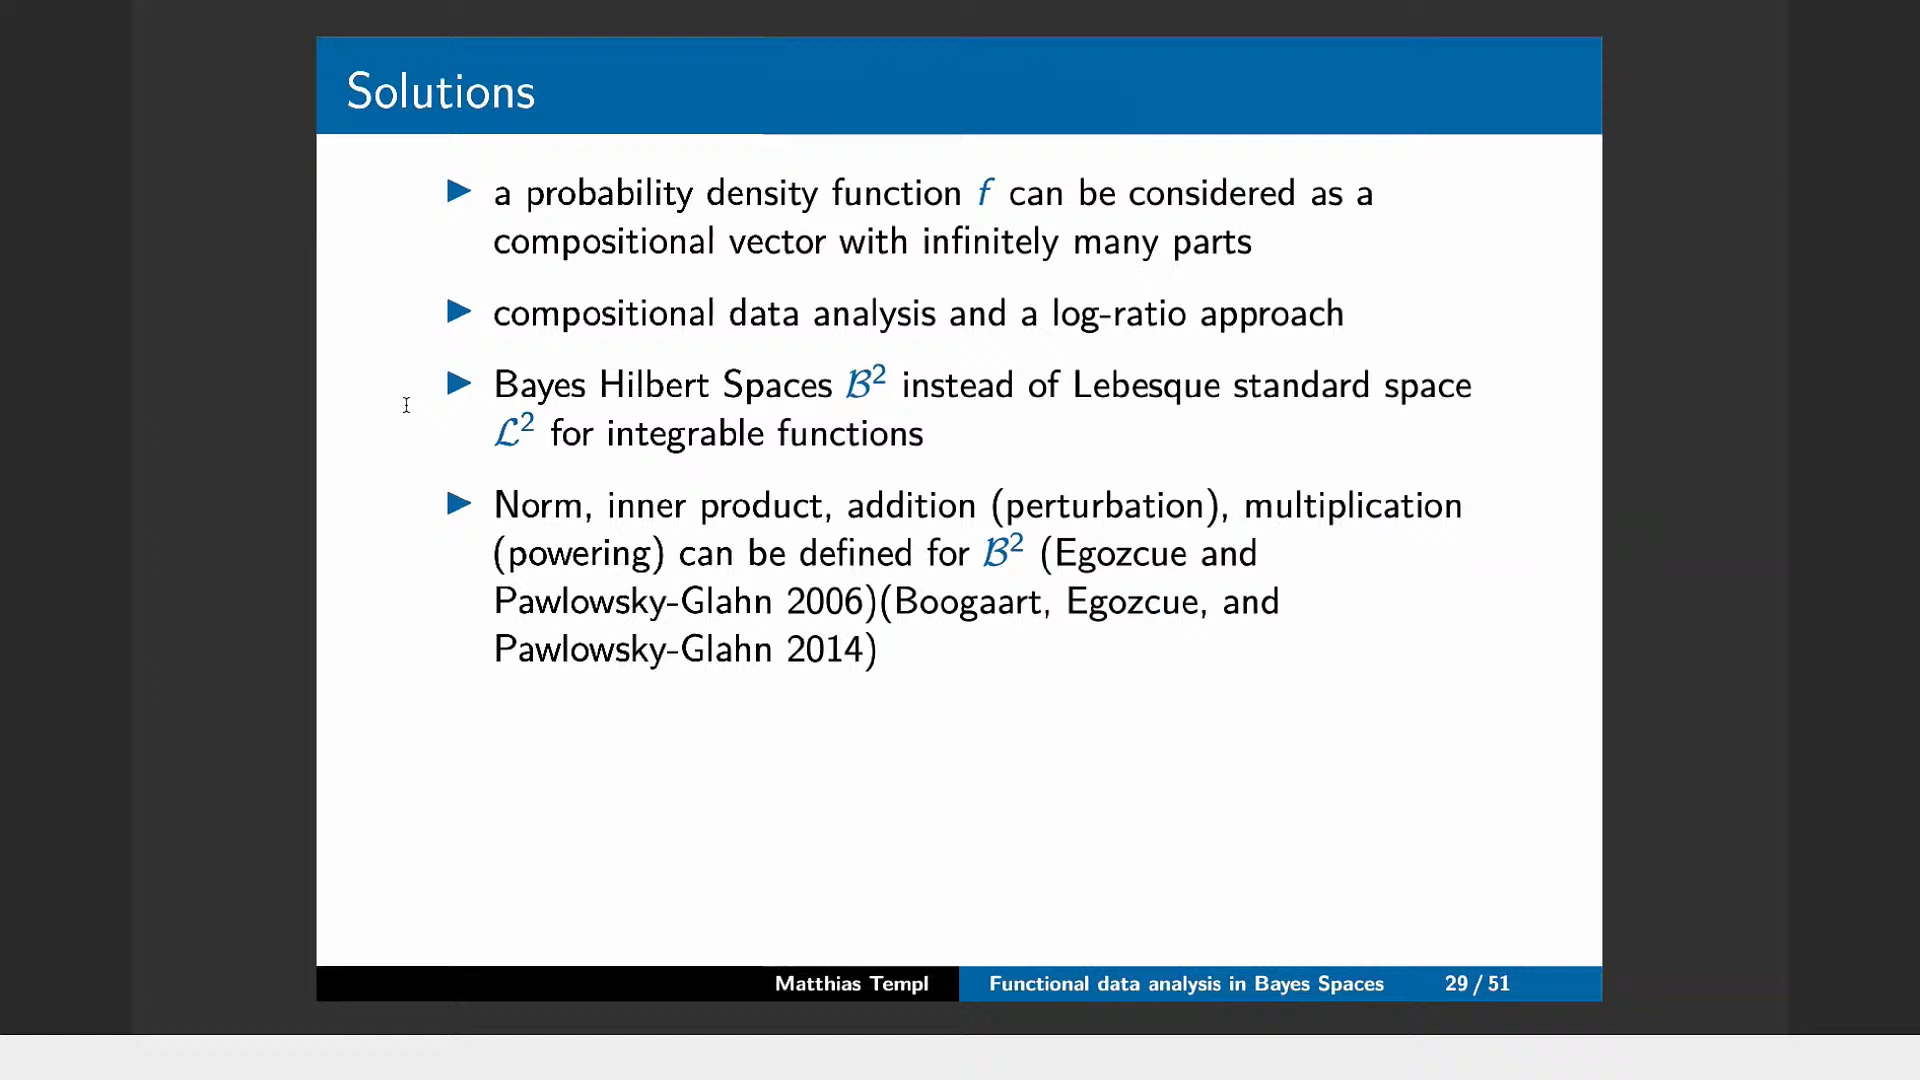 Solutions
a probability density function f can be considered as a
compositional vector with infinitely many parts
compositional data analysis and a log-ratio approach
Bayes Hilbert Spaces ℬ² instead of Lebesque standard space
ℒ² for integrable functions
Norm, inner product, addition (perturbation), multiplication
(powering) can be defined for ℬ² (Egozcue and
Pawlowsky-Glahn 2006)(Boogaart, Egozcue, and
Pawlowsky-Glahn 2014)
Matthias Templ Functional data analysis in Bayes Spaces 29 / 51